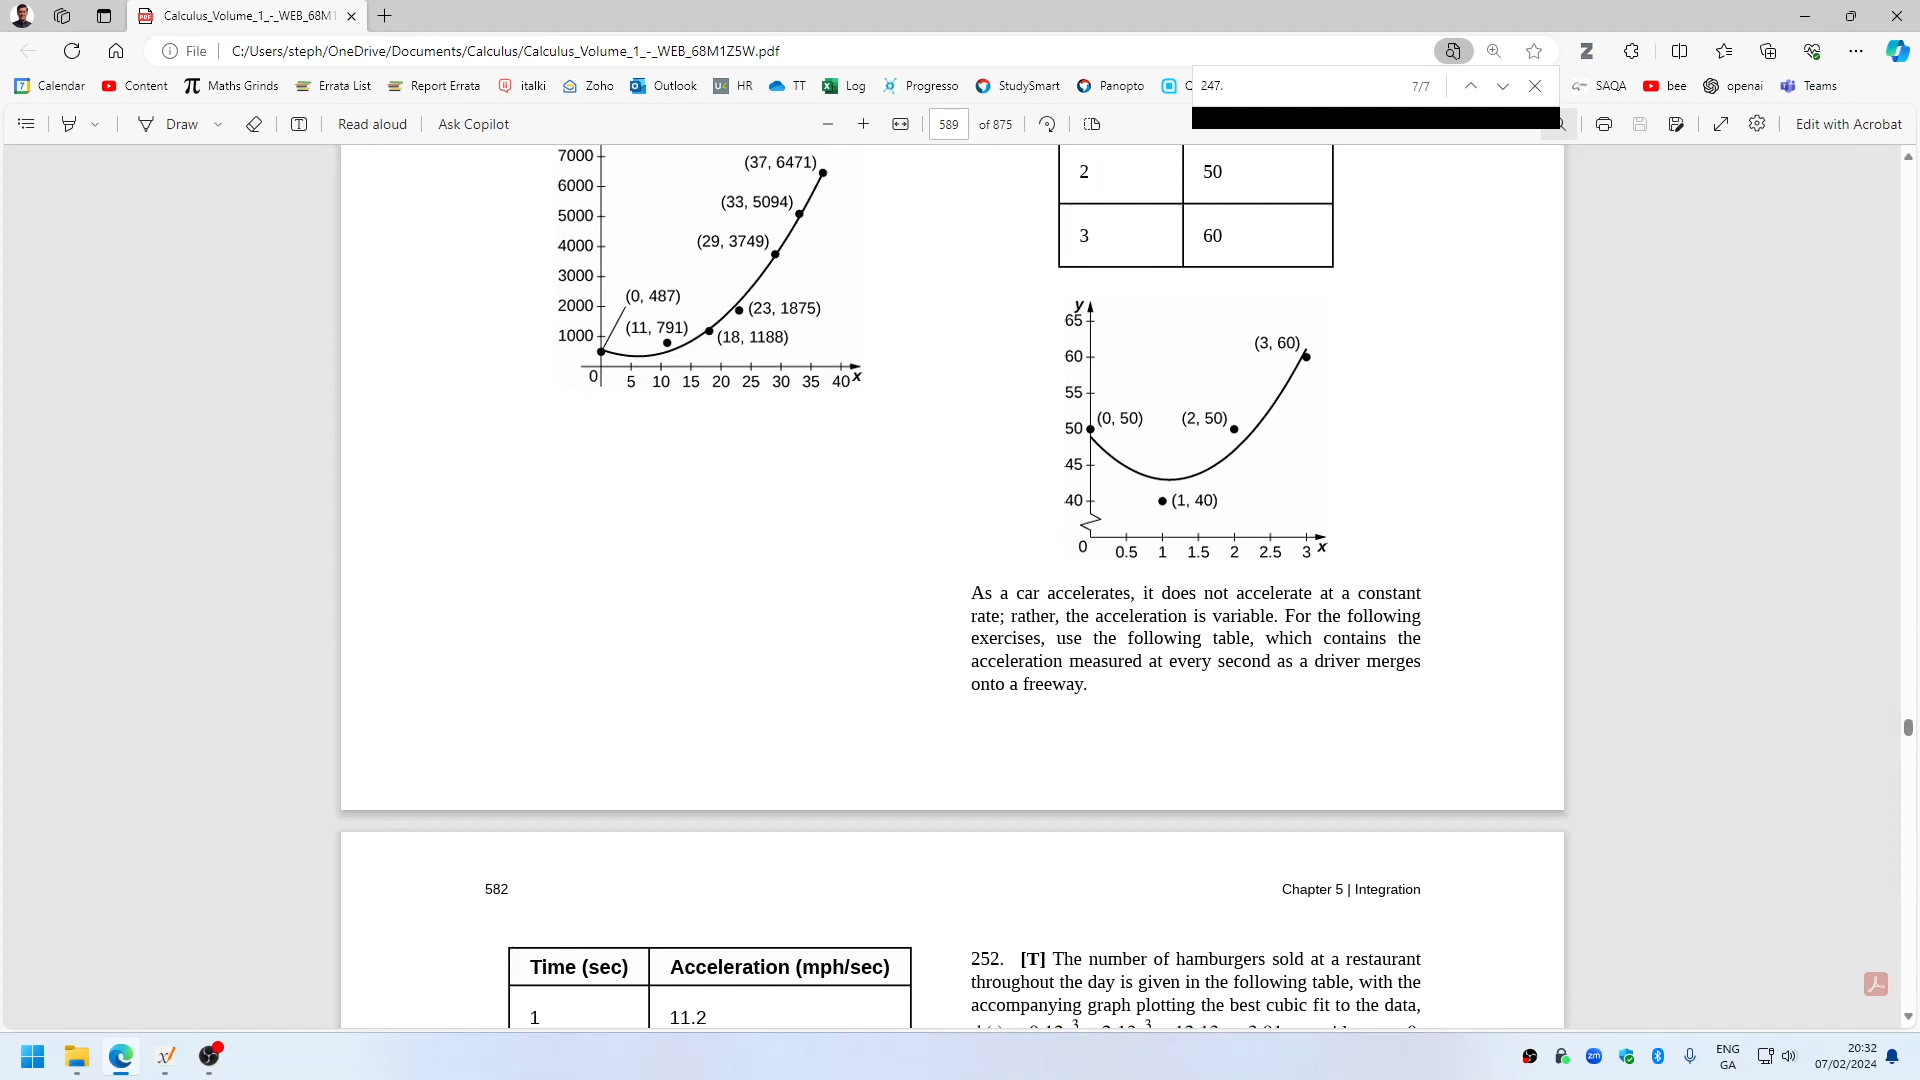 Calculus_Volume_1_-_WEB_68M1
File
C:/Users/steph/OneDrive/Documents/Calculus/Calculus_Volume_1_-_WEB_68M1Z5W.pdf
Calendar
Content
Maths Grinds
Errata List
Report Errata
italki
Zoho
Outlook
HR
TT
Log
Progresso
StudySmart
Panopto
247.
7/7
SAQA
bee
openai
Teams
Draw
Read aloud
Ask Copilot
589
of 875
Edit with Acrobat
7000
6000
5000
4000
3000
2000
1000
(37, 6471)
(33, 5094)
(29, 3749)
(0, 487)
(23, 1875)
(11, 791)
(18, 1188)
0
5 10 15 20 25 30 35 40 x
2 50
3 60
y
65
60
55
50
45
40
(3, 60)
(0, 50)
(2, 50)
(1, 40)
0
0.5 1 1.5 2 2.5 3 x
As a car accelerates, it does not accelerate at a constant
rate; rather, the acceleration is variable. For the following
exercises, use the following table, which contains the
acceleration measured at every second as a driver merges
onto a freeway.
582
Chapter 5 | Integration
Time (sec) Acceleration (mph/sec)
1 11.2
252. [T] The number of hamburgers sold at a restaurant
throughout the day is given in the following table, with the
accompanying graph plotting the best cubic fit to the data,
ENG
GA
20:32
07/02/2024